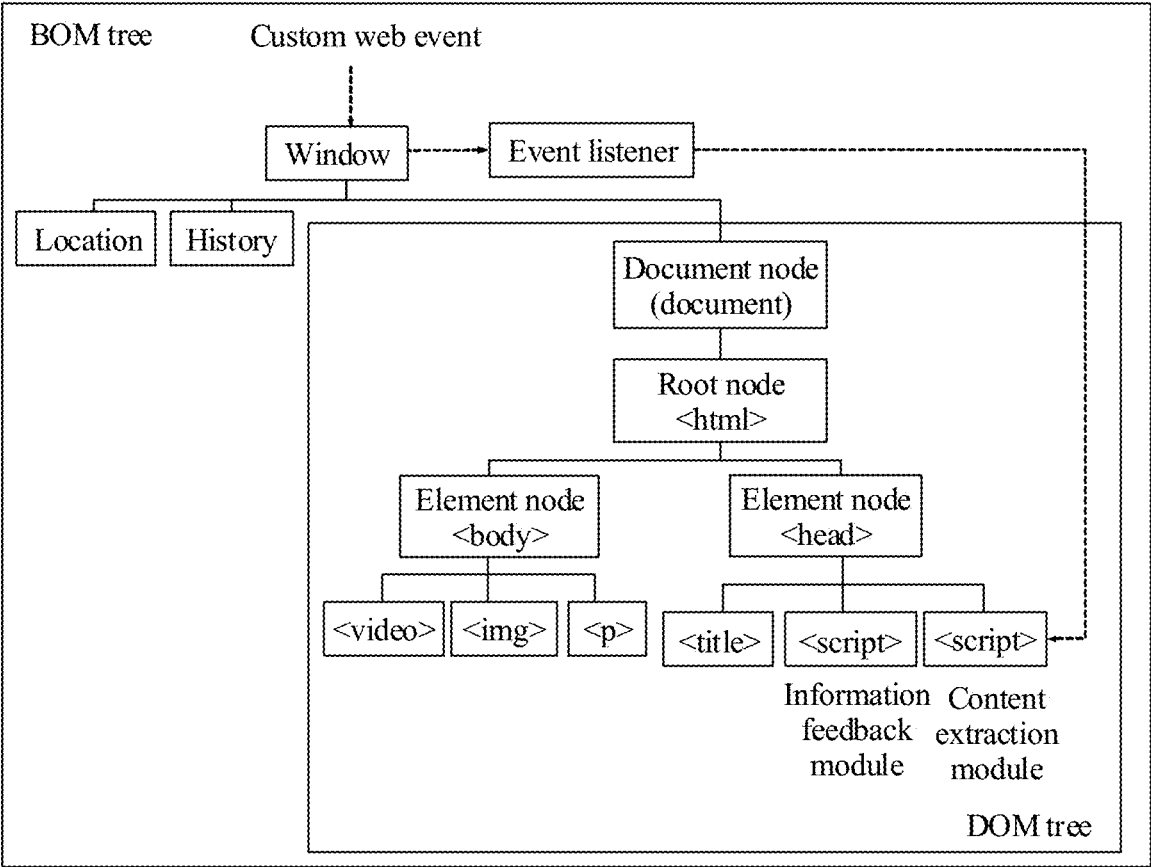 BOM tree
Custom web event
Window
Event listener
Location
History
Document node
(document)
Root node
<html>
Element node
<body>
Element node
<head>
<video>
<img>
<p>
<title>
<script>
<script>
Information
feedback
module
Content
extraction
module
DOM tree